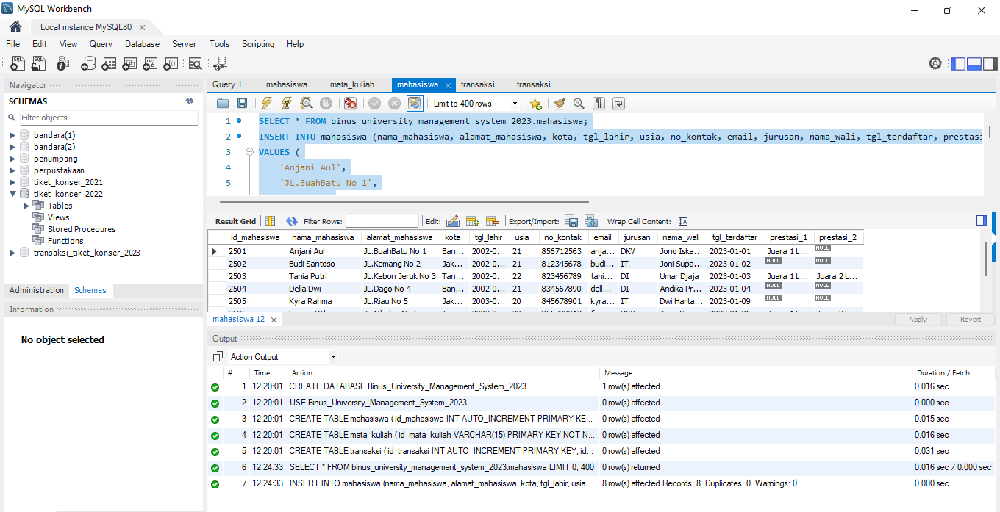 MySQL Workbench
Local instance MySQL80
File Edit View Query Database Server Tools Scripting Help
Navigator
SCHEMAS
Filter objects
bandara(1)
bandara(2)
penumpang
perpustakaan
tiket_konser_2021
tiket_konser_2022
Tables
Views
Stored Procedures
Functions
transaksi_tiket_konser_2023
Administration Schemas
Information
No object selected
Query 1 mahasiswa mata_kuliah mahasiswa transaksi transaksi
Limit to 400 rows
1 SELECT * FROM binus_university_management_system_2023.mahasiswa;
2 INSERT INTO mahasiswa (nama_mahasiswa, alamat_mahasiswa, kota, tgl_lahir, usia, no_kontak, email, jurusan, nama_wali, tgl_terdaftar, prestasi
3 VALUES (
4 'Anjani Aul',
5 'JL.BuahBatu No 1',
Result Grid Filter Rows: Edit: Export/Import: Wrap Cell Content:
id_mahasiswa nama_mahasiswa alamat_mahasiswa kota tgl_lahir usia no_kontak email jurusan nama_wali tgl_terdaftar prestasi_1 prestasi_2
2501 Anjani Aul JL.BuahBatu No 1 Ban... 2002-0... 21 856712563 anja... DKV Jono Iska... 2023-01-01 Juara 1 L... NULL
2502 Budi Santoso JL.Kemang No 2 Jak... 2002-0... 21 812345678 budi... IT Joni Supa... 2023-01-02 NULL NULL
2503 Tania Putri JL.Kebon Jeruk No 3 Tan... 2002-0... 22 823456789 tani... DI Umar Djaja 2023-01-03 Juara 1 L... Juara 2 L...
2504 Della Dwi JL.Dago No 4 Ban... 2002-0... 21 834567890 dell... DI Andika Pr... 2023-01-04 NULL NULL
2505 Kyra Rahma JL.Riau No 5 Jak... 2003-0... 20 845678901 kyra... IT Dwi Harta... 2023-01-09 NULL NULL
mahasiswa 12
Apply Revert
Output
Action Output
# Time Action Message Duration / Fetch
1 12:20:01 CREATE DATABASE Binus_University_Management_System_2023 1 row(s) affected 0.016 sec
2 12:20:01 USE Binus_University_Management_System_2023 0 row(s) affected 0.000 sec
3 12:20:01 CREATE TABLE mahasiswa ( id_mahasiswa INT AUTO_INCREMENT PRIMARY KE... 0 row(s) affected 0.015 sec
4 12:20:01 CREATE TABLE mata_kuliah ( id_mata_kuliah VARCHAR(15) PRIMARY KEY NOT N... 0 row(s) affected 0.016 sec
5 12:20:01 CREATE TABLE transaksi ( id_transaksi INT AUTO_INCREMENT PRIMARY KEY, id... 0 row(s) affected 0.031 sec
6 12:24:33 SELECT * FROM binus_university_management_system_2023.mahasiswa LIMIT 0, 400 0 row(s) returned 0.016 sec / 0.000 sec
7 12:24:33 INSERT INTO mahasiswa (nama_mahasiswa, alamat_mahasiswa, kota, tgl_lahir, usia,... 8 row(s) affected Records: 8 Duplicates: 0 Warnings: 0 0.000 sec